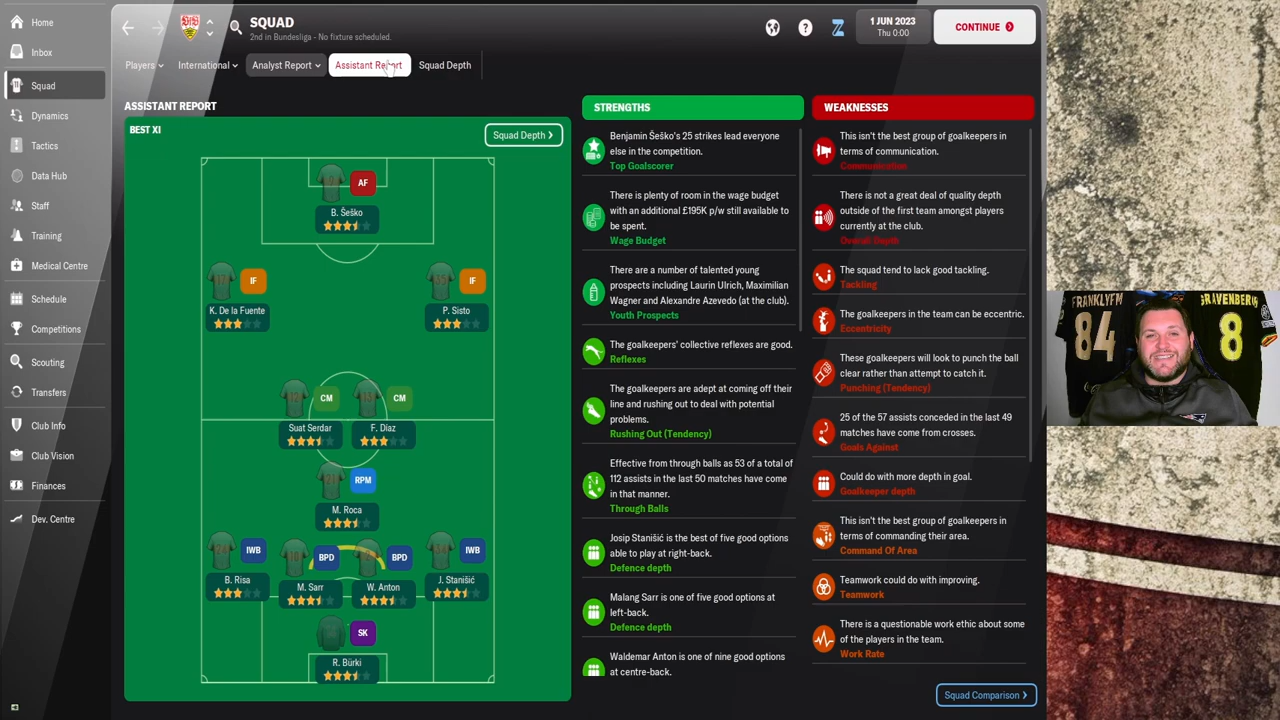 Home
Inbox
Squad
Dynamics
Tactics
Data Hub
Staff
Training
Medical Centre
Schedule
Competitions
Scouting
Transfers
Club Info
Club Vision
Finances
Dev. Centre
SQUAD
2nd in Bundesliga - No fixture scheduled.
1 JUN 2023
Thu 0:00
CONTINUE
Players
International
Analyst Report
Assistant Report
Squad Depth
ASSISTANT REPORT
BEST XI
Squad Depth
AF
B. Šeško
IF
K. De la Fuente
IF
P. Sisto
CM
Suat Serdar
CM
F. Díaz
RPM
M. Roca
IWB
B. Risa
BPD
M. Sarr
BPD
W. Anton
IWB
J. Stanišić
SK
R. Bürki
STRENGTHS
Benjamin Šeško's 25 strikes lead everyone
else in the competition.
Top Goalscorer
There is plenty of room in the wage budget
with an additional £195K p/w still available to
be spent.
Wage Budget
There are a number of talented young
prospects including Laurin Ulrich, Maximilian
Wagner and Alexandre Azevedo (at the club).
Youth Prospects
The goalkeepers' collective reflexes are good.
Reflexes
The goalkeepers are adept at coming off their
line and rushing out to deal with potential
problems.
Rushing Out (Tendency)
Effective from through balls as 53 of a total of
112 assists in the last 50 matches have come
in that manner.
Through Balls
Josip Stanišić is the best of five good options
able to play at right-back.
Defence depth
Malang Sarr is one of five good options at
left-back.
Defence depth
Waldemar Anton is one of nine good options
at centre-back.
WEAKNESSES
This isn't the best group of goalkeepers in
terms of communication.
Communication
There is not a great deal of quality depth
outside of the first team amongst players
currently at the club.
Overall Depth
The squad tend to lack good tackling.
Tackling
The goalkeepers in the team can be eccentric.
Eccentricity
These goalkeepers will look to punch the ball
clear rather than attempt to catch it.
Punching (Tendency)
25 of the 57 assists conceded in the last 49
matches have come from crosses.
Goals Against
Could do with more depth in goal.
Goalkeeper depth
This isn't the best group of goalkeepers in
terms of commanding their area.
Command Of Area
Teamwork could do with improving.
Teamwork
There is a questionable work ethic about some
of the players in the team.
Work Rate
Squad Comparison
FRANKLYFM
84
GRAVENBERCH
8